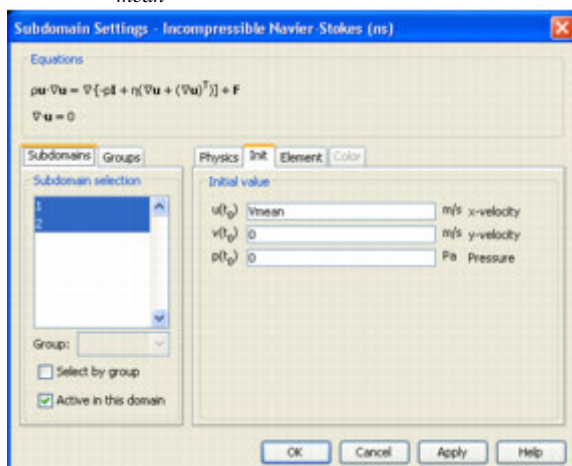 mean
Subdomain Settings - Incompressible Navier-Stokes (ns)
Equations
ρu·∇u = ∇·[-pI + η(∇u + (∇u)ᵀ)] + F
∇·u = 0
Subdomains Groups
Subdomain selection
1
2
Group:
Select by group
Active in this domain
Physics Init Element Color
Initial value
u(t₀) Vmean m/s x-velocity
v(t₀) 0 m/s y-velocity
p(t₀) 0 Pa Pressure
OK Cancel Apply Help